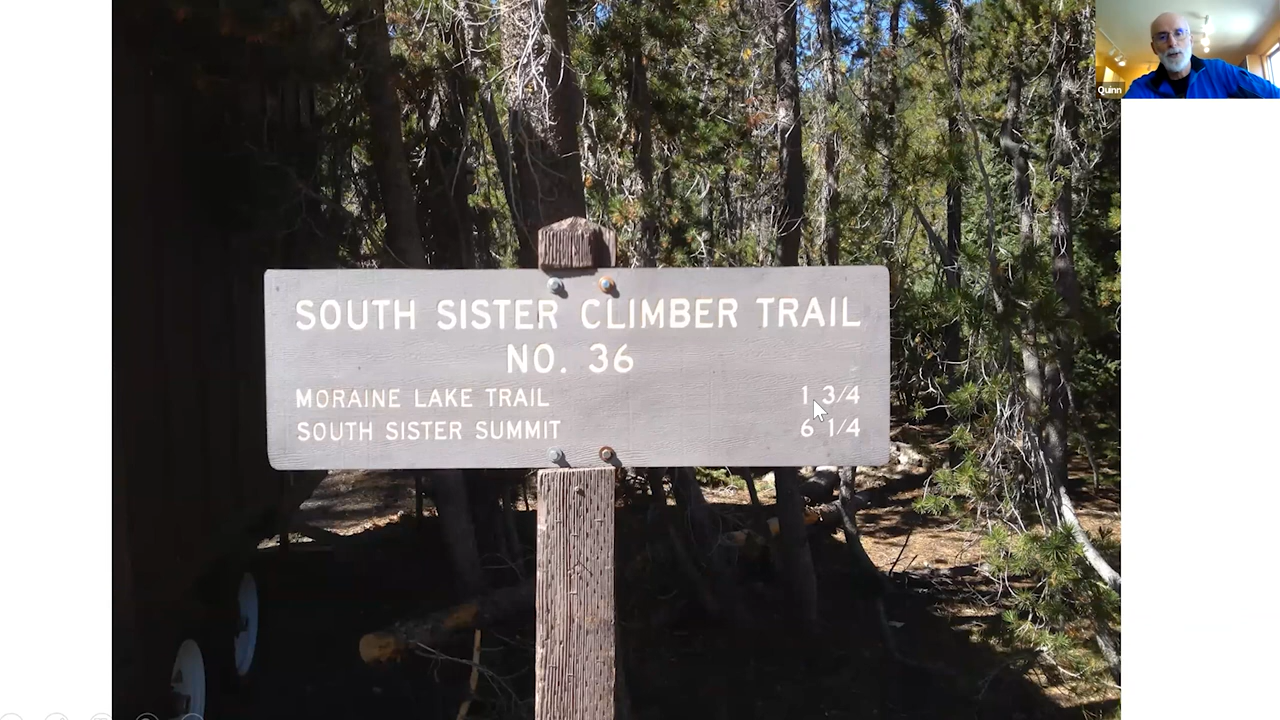 Quinn
SOUTH SISTER CLIMBER TRAIL
NO. 36
MORAINE LAKE TRAIL 1 3/4
SOUTH SISTER SUMMIT 6 1/4